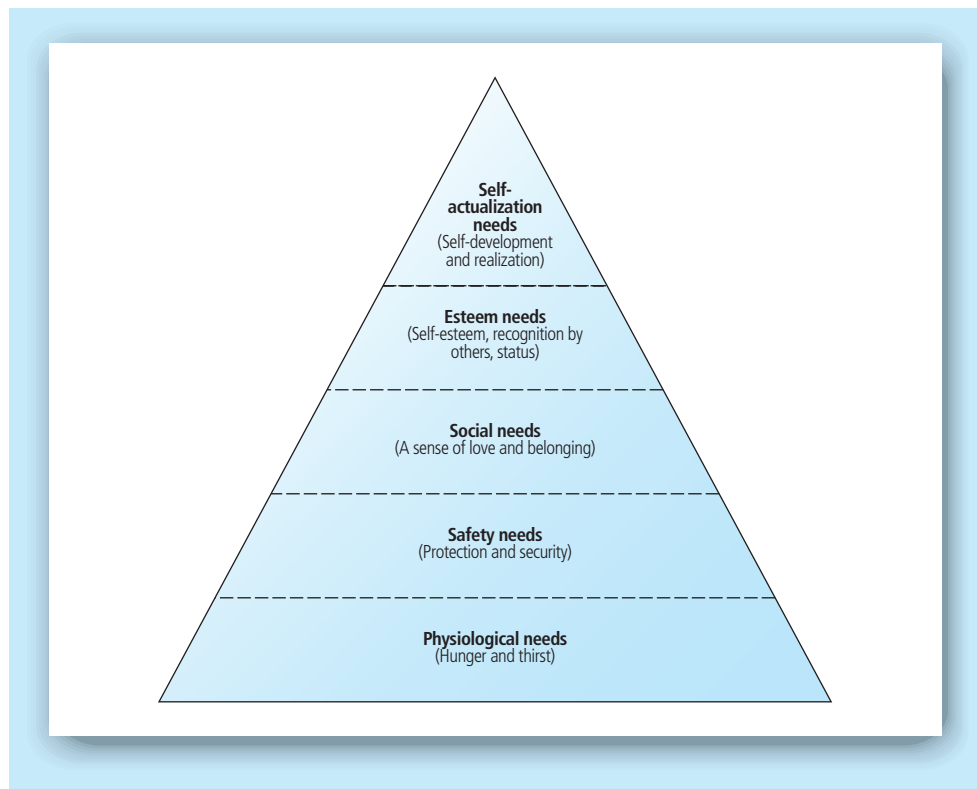 Self-
actualization
needs
(Self-development
and realization)
Esteem needs
(Self-esteem, recognition by
others, status)
Social needs
(A sense of love and belonging)
Safety needs
(Protection and security)
Physiological needs
(Hunger and thirst)